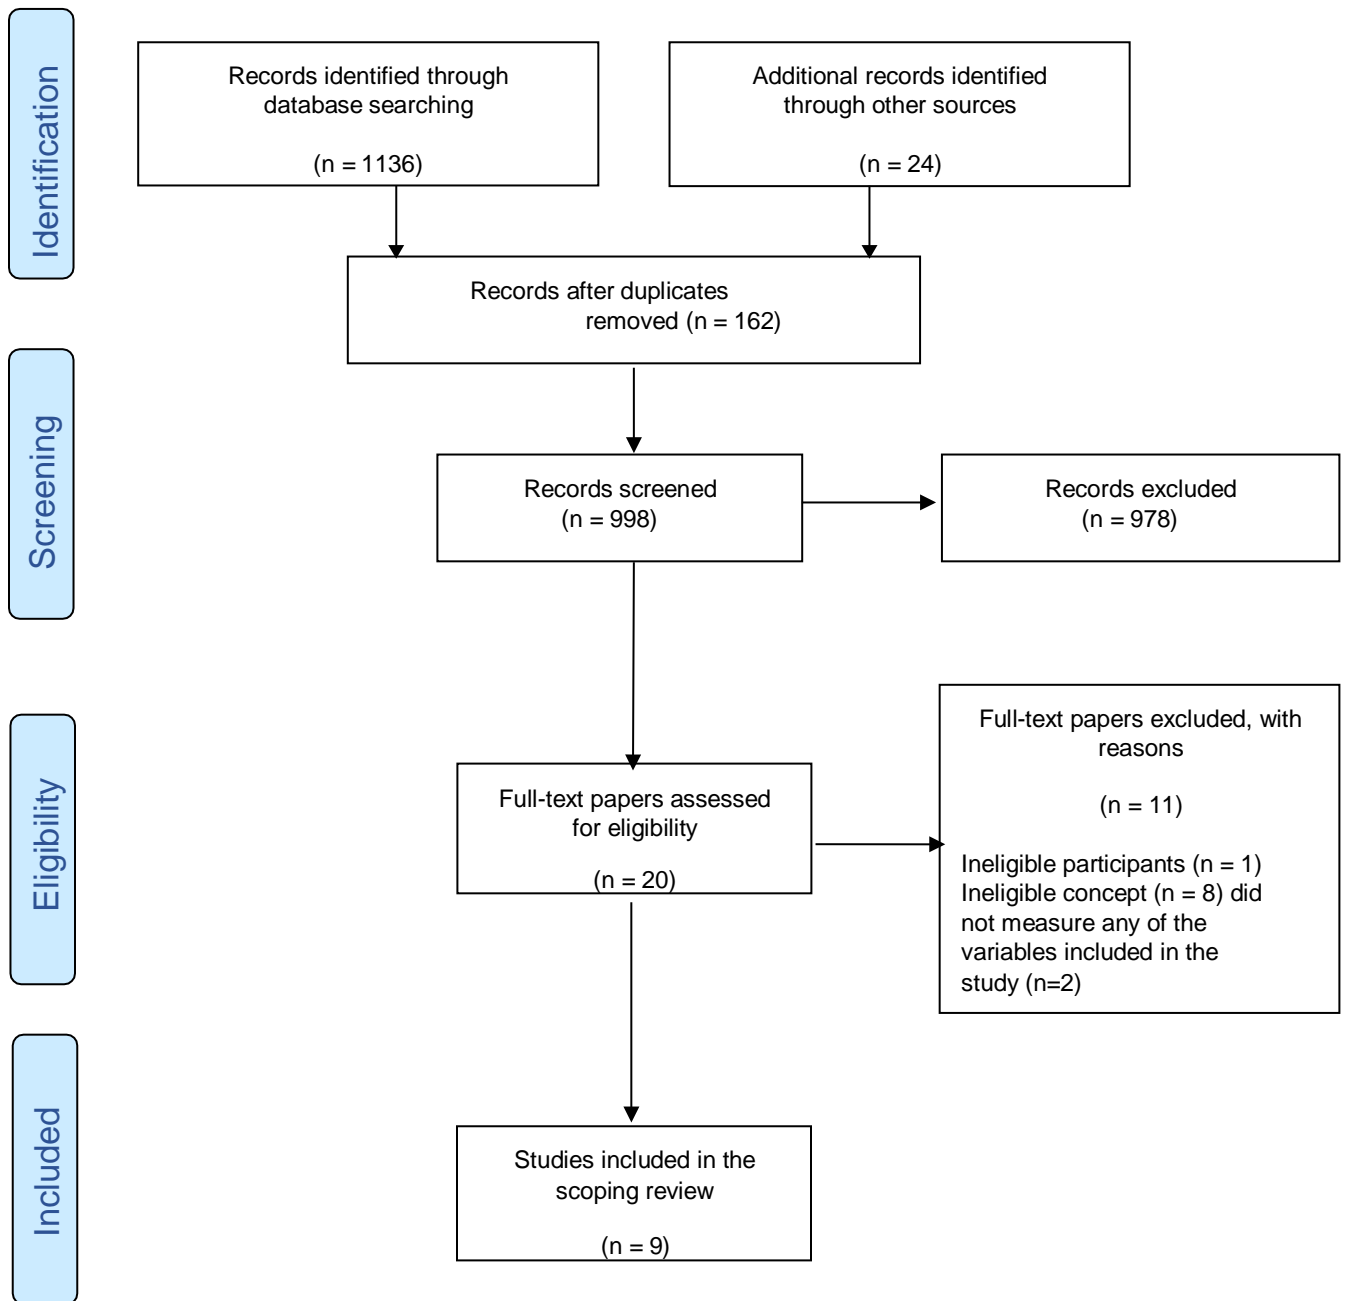 Identification
Records identified through
database searching
(n = 1136)
Additional records identified
through other sources
(n = 24)
Records after duplicates
removed (n = 162)
Screening
Records screened
(n = 998)
Records excluded
(n = 978)
Eligibility
Full-text papers assessed
for eligibility
(n = 20)
Full-text papers excluded, with
reasons
(n = 11)
Ineligible participants (n = 1)
Ineligible concept (n = 8) did
not measure any of the
variables included in the
study (n=2)
Included
Studies included in the
scoping review
(n = 9)